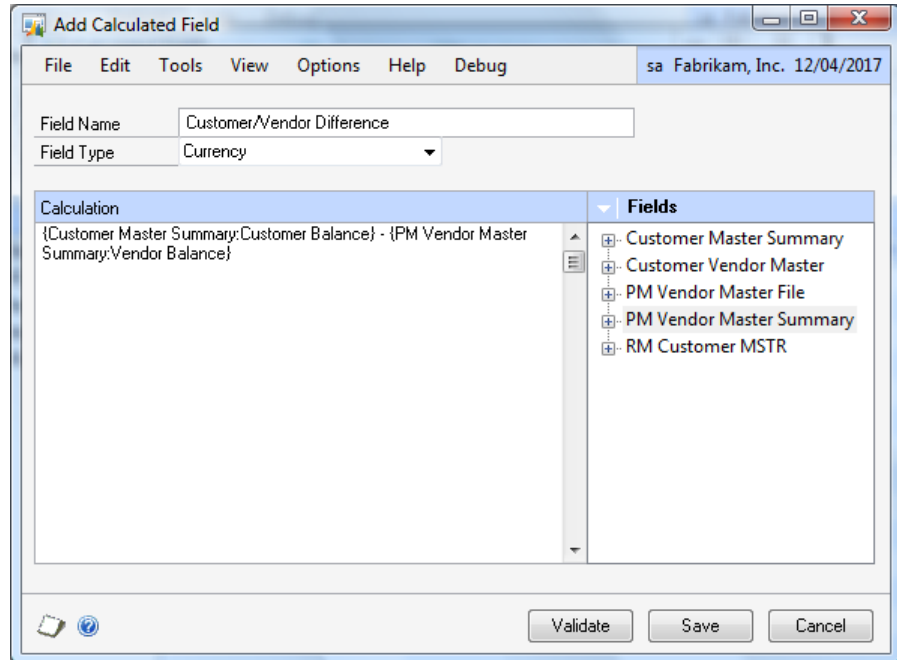 Add Calculated Field
File Edit Tools View Options Help Debug sa Fabrikam, Inc. 12/04/2017
Field Name Customer/Vendor Difference
Field Type Currency
Calculation
{Customer Master Summary:Customer Balance} - {PM Vendor Master
Summary:Vendor Balance}
Fields
Customer Master Summary
Customer Vendor Master
PM Vendor Master File
PM Vendor Master Summary
RM Customer MSTR
Validate Save Cancel